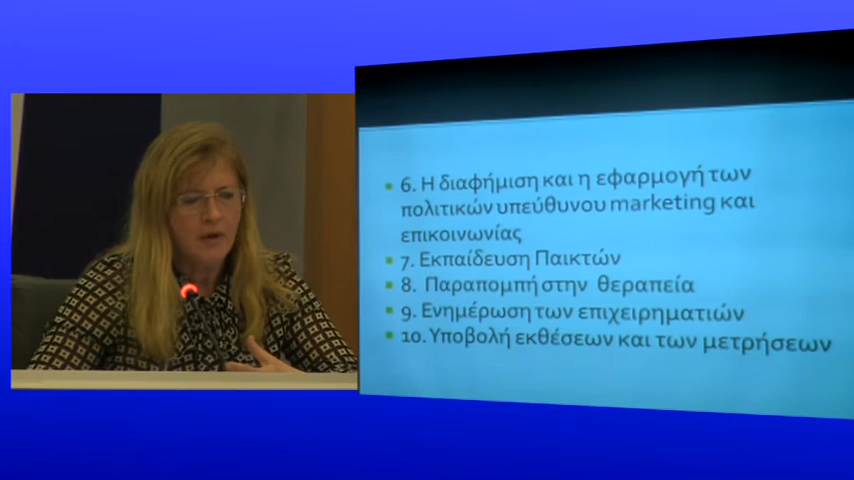 6. Η διαφήμιση και η εφαρμογή των
πολιτικών υπεύθυνου marketing και
επικοινωνίας
7. Εκπαίδευση Παικτών
8. Παραπομπή στην θεραπεία
9. Ενημέρωση των επιχειρηματιών
10. Υποβολή εκθέσεων και των μετρήσεων